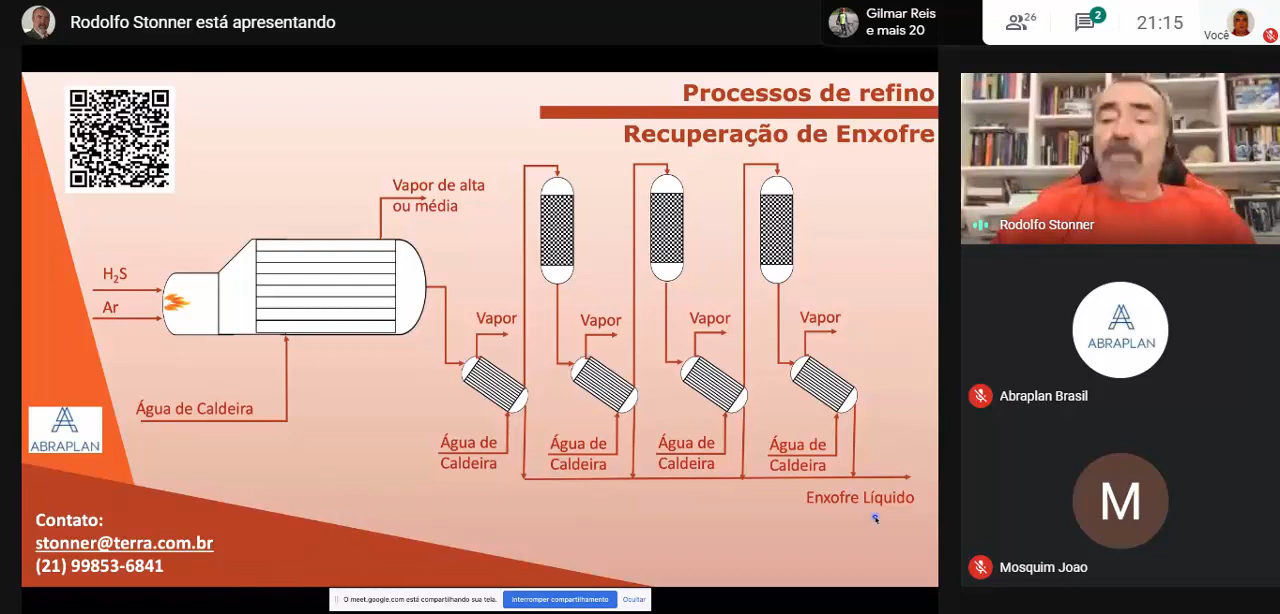 Rodolfo Stonner está apresentando
Gilmar Reis
e mais 20
26
2
21:15
Você
Processos de refino
Recuperação de Enxofre
Vapor de alta
ou média
H₂S
Ar
Água de Caldeira
Vapor
Vapor
Vapor
Vapor
Água de
Caldeira
Água de
Caldeira
Água de
Caldeira
Água de
Caldeira
Enxofre Líquido
ABRAPLAN
Contato:
stonner@terra.com.br
(21) 99853-6841
O meet.google.com está compartilhando sua tela.
Interromper compartilhamento
Ocultar
Rodolfo Stonner
ABRAPLAN
Abraplan Brasil
M
Mosquim Joao